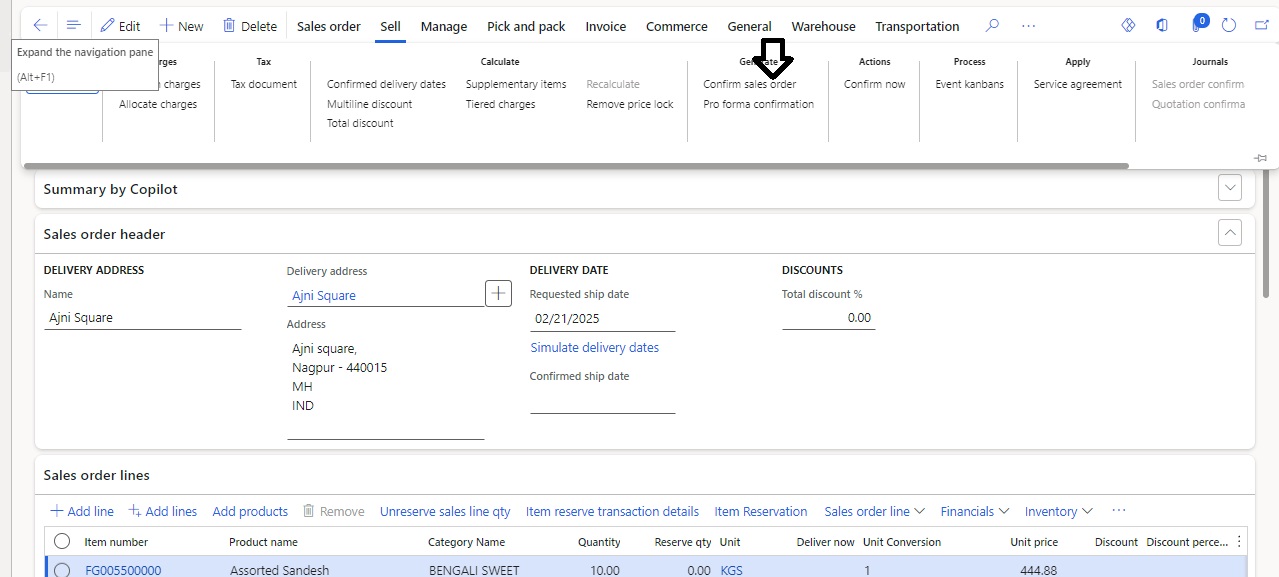 Edit
New
Delete
Sales order
Sell
Manage
Pick and pack
Invoice
Commerce
General
Warehouse
Transportation
0
Expand the navigation pane
(Alt+F1)
Tax
Tax document
Allocate charges
Calculate
Confirmed delivery dates
Multiline discount
Total discount
Supplementary items
Tiered charges
Recalculate
Remove price lock
Confirm sales order
Pro forma confirmation
Actions
Confirm now
Process
Event kanbans
Apply
Service agreement
Journals
Sales order confirm
Quotation confirma
Summary by Copilot
Sales order header
DELIVERY ADDRESS
Name
Ajni Square
Delivery address
Ajni Square
Address
Ajni square,
Nagpur - 440015
MH
IND
DELIVERY DATE
Requested ship date
02/21/2025
Simulate delivery dates
Confirmed ship date
DISCOUNTS
Total discount %
0.00
Sales order lines
Add line
Add lines
Add products
Remove
Unreserve sales line qty
Item reserve transaction details
Item Reservation
Sales order line
Financials
Inventory
Item number
Product name
Category Name
Quantity
Reserve qty
Unit
Deliver now
Unit Conversion
Unit price
Discount
Discount perce...
FG005500000
Assorted Sandesh
BENGALI SWEET
10.00
0.00
KGS
1
444.88